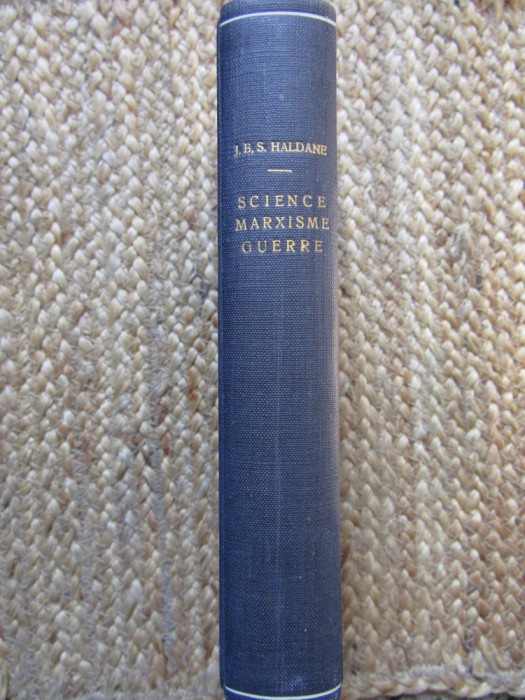 J. B. S. HALDANE
SCIENCE
MARXISME
GUERRE